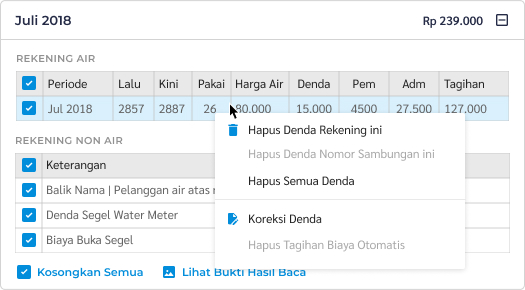 Juli 2018 Rp 239.000
REKENING AIR
Periode Lalu Kini Pakai Harga Air Denda Pem Adm Tagihan
Jul 2018 2857 2887 26 80.000 15.000 4500 27.500 127.000
Hapus Denda Rekening ini
REKENING NON AIR
Hapus Denda Nomor Sambungan ini
Keterangan
Hapus Semua Denda
Balik Nama | Pelanggan air atas
Denda Segel Water Meter
Koreksi Denda
Biaya Buka Segel
Hapus Tagihan Biaya Otomatis
Kosongkan Semua Lihat Bukti Hasil Baca